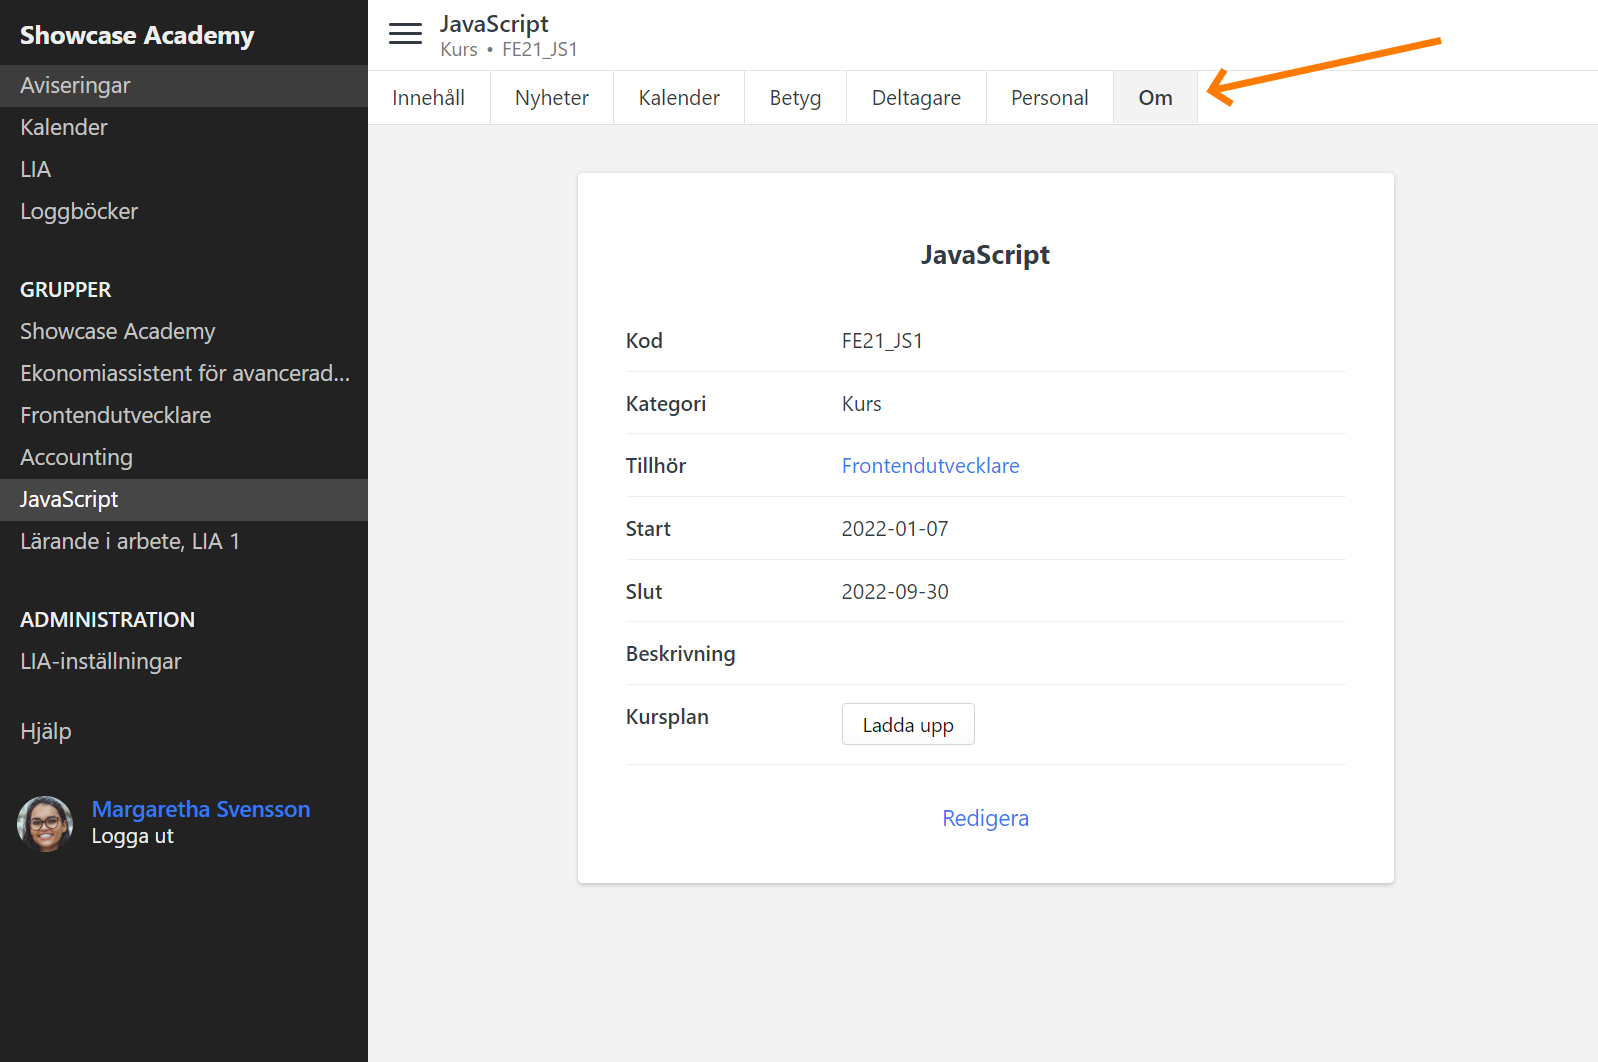 Showcase Academy
Aviseringar
Kalender
LIA
Loggböcker
GRUPPER
Showcase Academy
Ekonomiassistent för avancerad...
Frontendutvecklare
Accounting
JavaScript
Lärande i arbete, LIA 1
ADMINISTRATION
LIA-inställningar
Hjälp
Margaretha Svensson
Logga ut
JavaScript
Kurs • FE21_JS1
Innehåll Nyheter Kalender Betyg Deltagare Personal Om
JavaScript
Kod FE21_JS1
Kategori Kurs
Tillhör Frontendutvecklare
Start 2022-01-07
Slut 2022-09-30
Beskrivning
Kursplan Ladda upp
Redigera